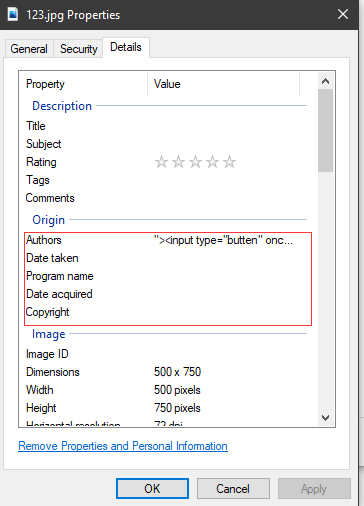 123.jpg Properties
General Security Details
Property Value
Description
Title
Subject
Rating
Tags
Comments
Origin
Authors "><input type="butten" onc...
Date taken
Program name
Date acquired
Copyright
Image
Image ID
Dimensions 500 x 750
Width 500 pixels
Height 750 pixels
Horizontal resolution 72 dpi
Remove Properties and Personal Information
OK Cancel Apply